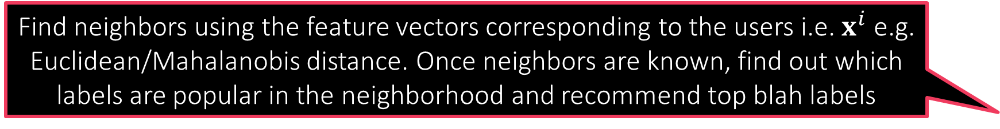 Find neighbors using the feature vectors corresponding to the users i.e. 𝐱ⁱ e.g.
Euclidean/Mahalanobis distance. Once neighbors are known, find out which
labels are popular in the neighborhood and recommend top blah labels